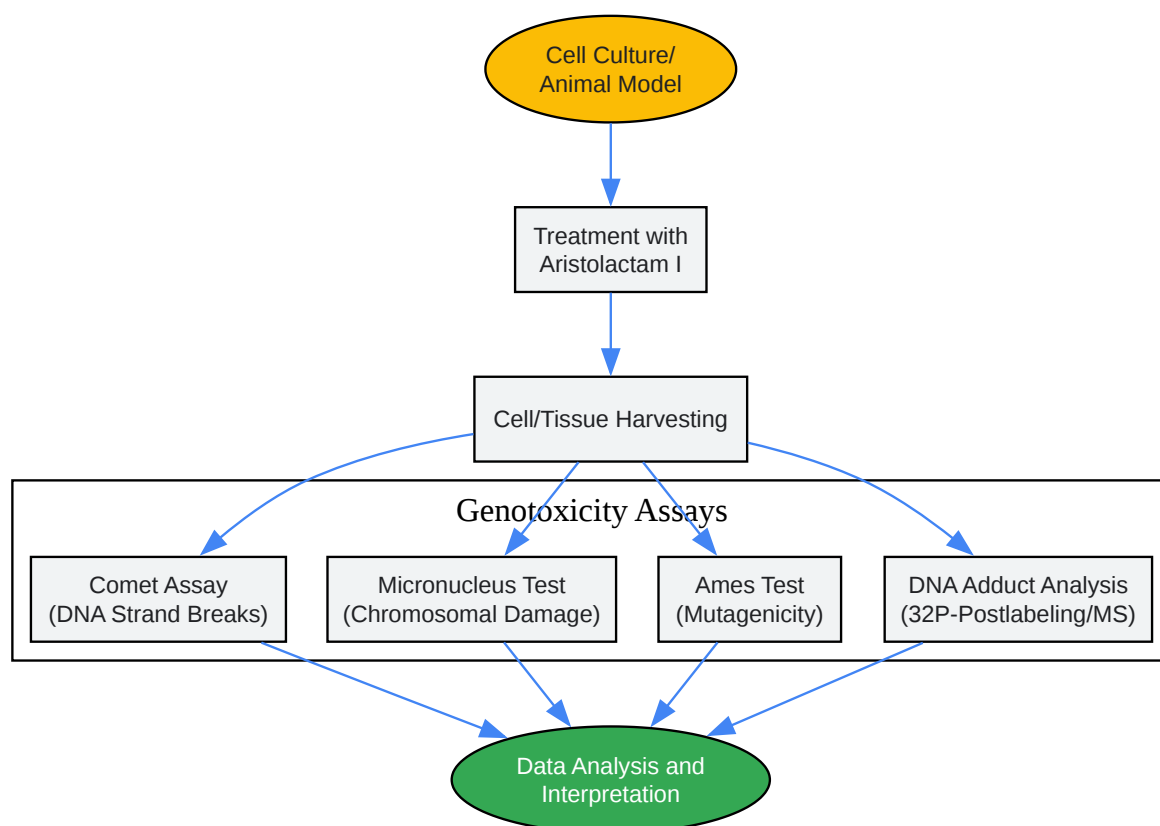 Cell Culture/
Animal Model
Treatment with
Aristolactam I
Cell/Tissue Harvesting
Genotoxicity Assays
Comet Assay
(DNA Strand Breaks)
Micronucleus Test
(Chromosomal Damage)
Ames Test
(Mutagenicity)
DNA Adduct Analysis
(32P-Postlabeling/MS)
Data Analysis and
Interpretation